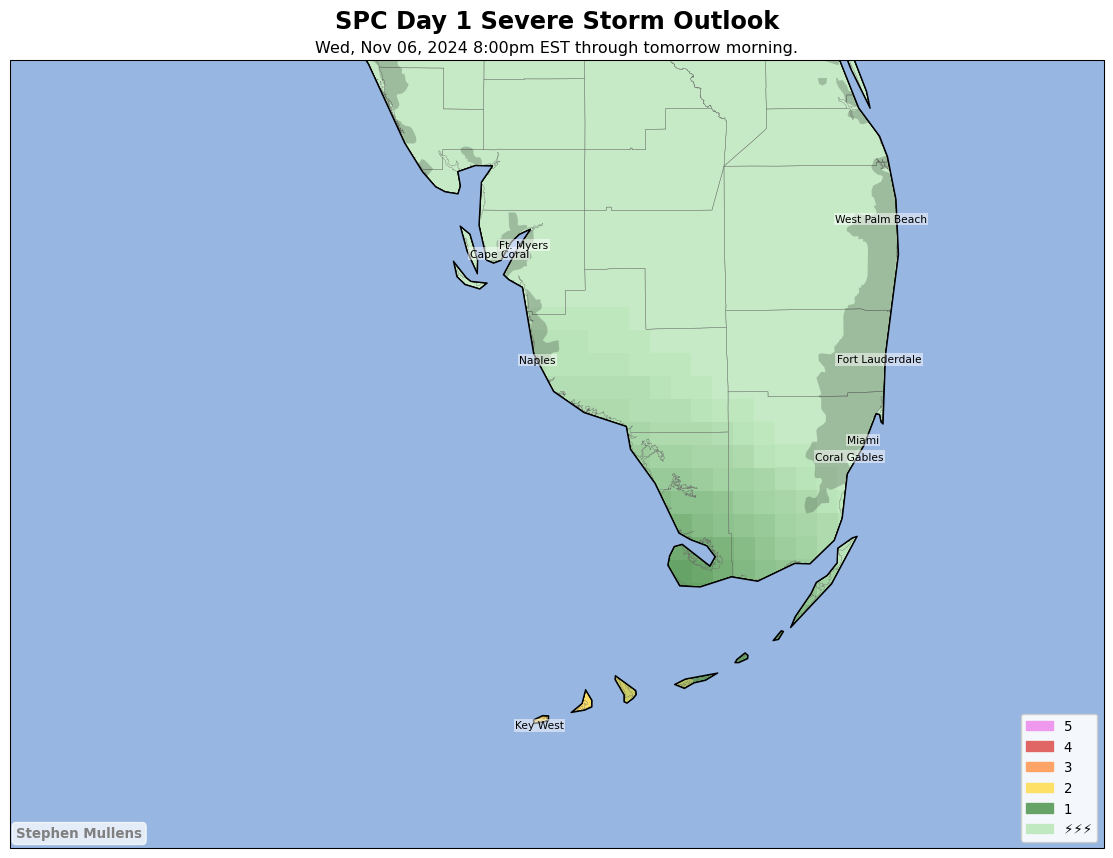 SPC Day 1 Severe Storm Outlook
Wed, Nov 06, 2024 8:00pm EST through tomorrow morning.
West Palm Beach
Ft. Myers
Cape Coral
Naples
Fort Lauderdale
Miami
Coral Gables
Key West
5
4
3
2
1
⚡⚡⚡
Stephen Mullens